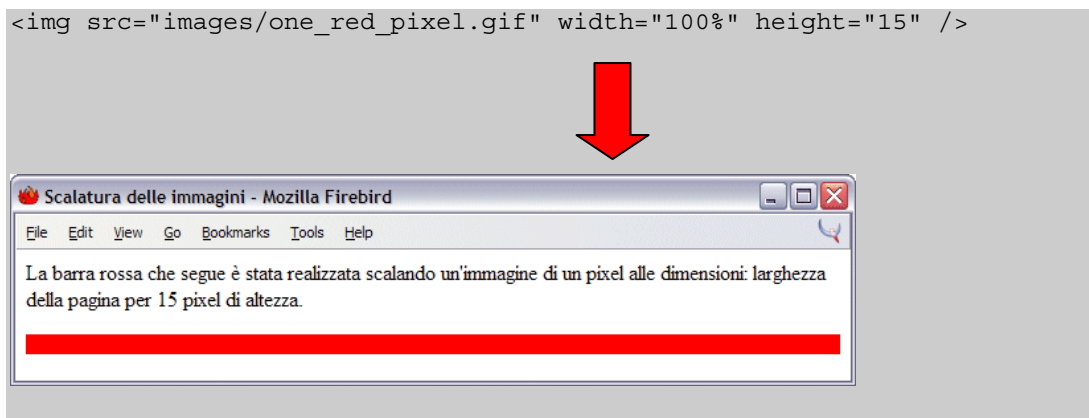 <img src="images/one_red_pixel.gif" width="100%" height="15" />
Scalatura delle immagini - Mozilla Firebird
File Edit View Go Bookmarks Tools Help
La barra rossa che segue è stata realizzata scalando un'immagine di un pixel alle dimensioni: larghezza
della pagina per 15 pixel di altezza.